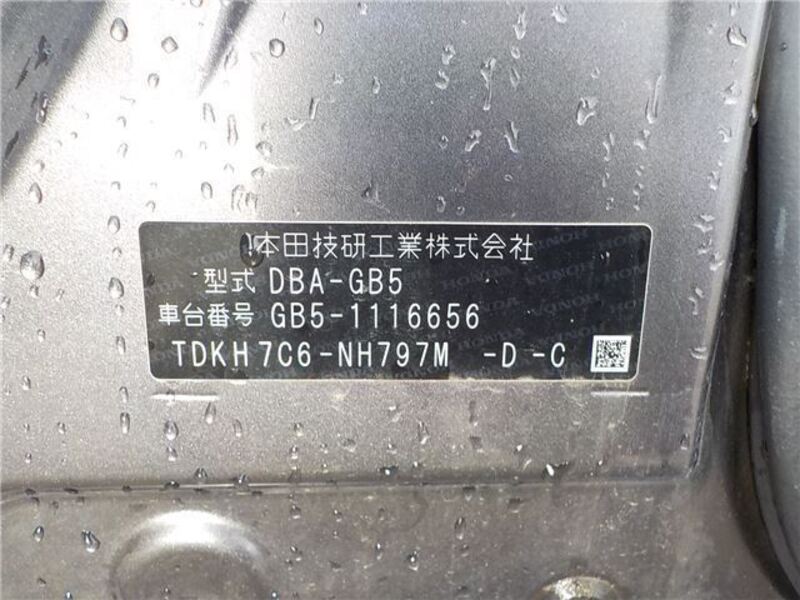 本田技研工業株式会社
型式 DBA-GB5
車台番号 GB5-1116656
TDKH7C6-NH797M -D -C